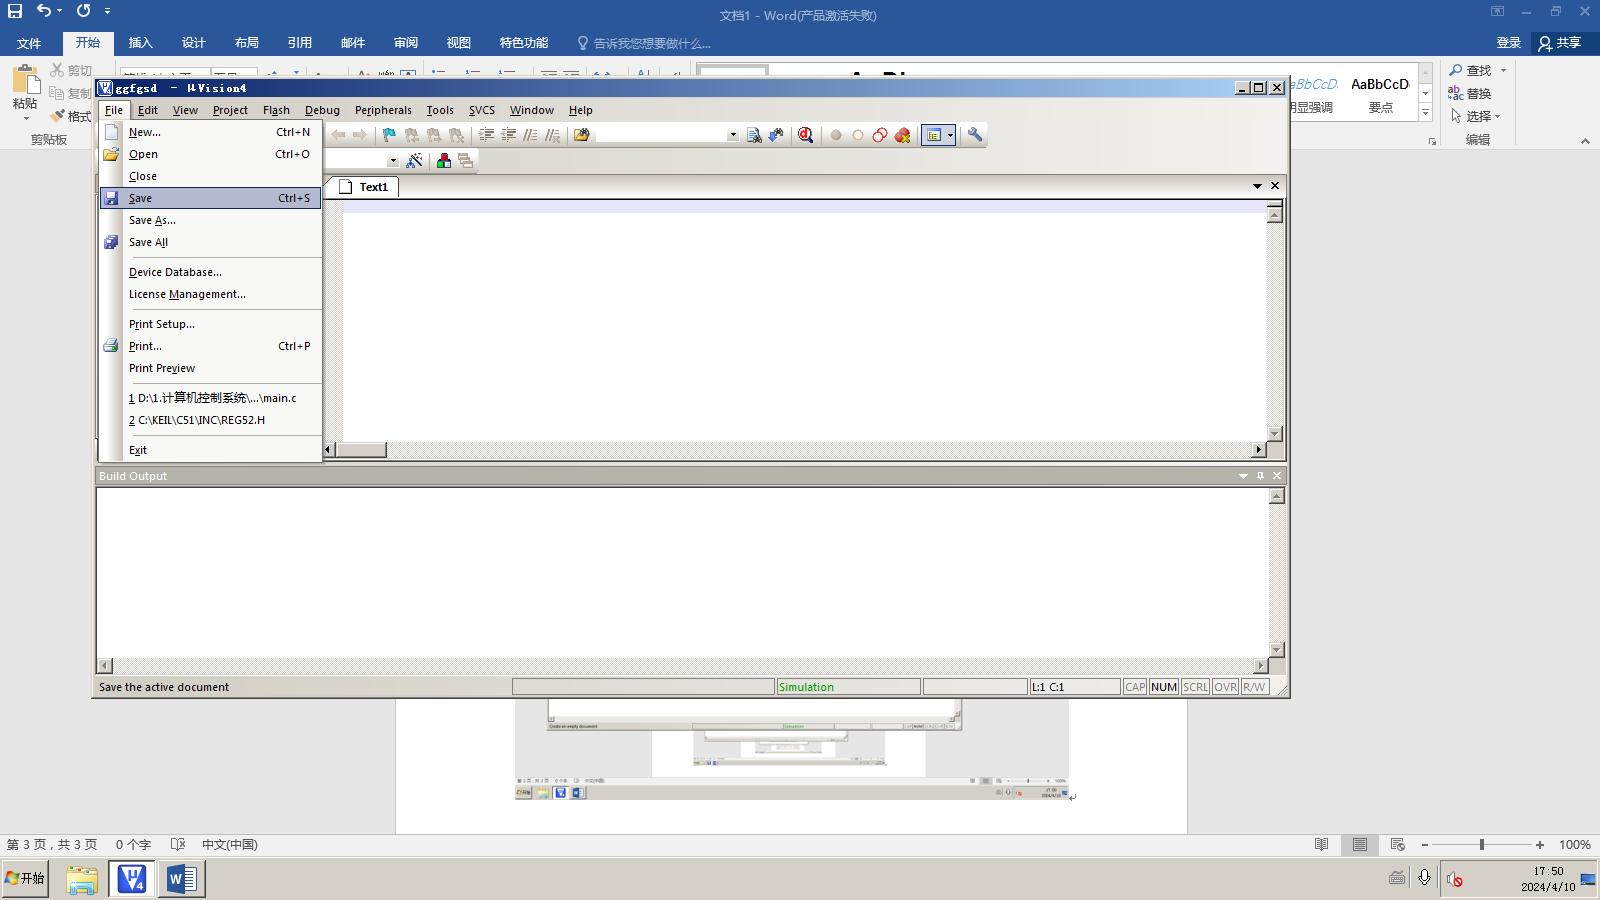 文档1 - Word(产品激活失败)
文件 开始 插入 设计 布局 引用 邮件 审阅 视图 特色功能 告诉我您想要做什么... 登录 共享
粘贴 剪切
复制
格式
剪贴板
AaBbCcD AaBbCcD
明显强调 要点
查找
替换
选择
编辑
ggfgsd - µVision4
File Edit View Project Flash Debug Peripherals Tools SVCS Window Help
New... Ctrl+N
Open Ctrl+O
Close
Save Ctrl+S
Save As...
Save All
Device Database...
License Management...
Print Setup...
Print... Ctrl+P
Print Preview
1 D:\1.计算机控制系统\...\main.c
2 C:\KEIL\C51\INC\REG52.H
Exit
Text1
Build Output
Save the active document Simulation L:1 C:1 CAP NUM SCRL OVR R/W
第 3 页，共 3 页 0 个字 中文(中国) 100%
开始
17:50
2024/4/10